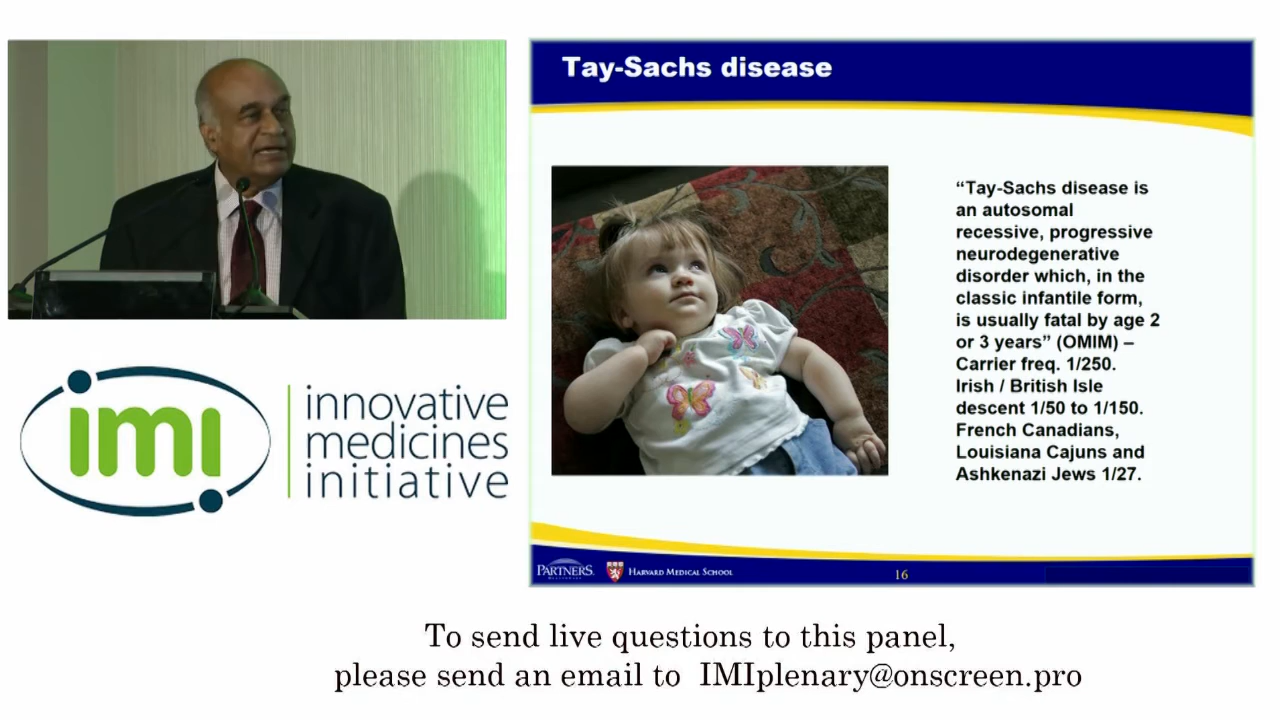 Tay-Sachs disease
“Tay-Sachs disease is
an autosomal
recessive, progressive
neurodegenerative
disorder which, in the
classic infantile form,
is usually fatal by age 2
or 3 years” (OMIM) –
Carrier freq. 1/250.
Irish / British Isle
descent 1/50 to 1/150.
French Canadians,
Louisiana Cajuns and
Ashkenazi Jews 1/27.
PARTNERS
HARVARD MEDICAL SCHOOL
16
imi
innovative
medicines
initiative
To send live questions to this panel,
please send an email to IMIplenary@onscreen.pro